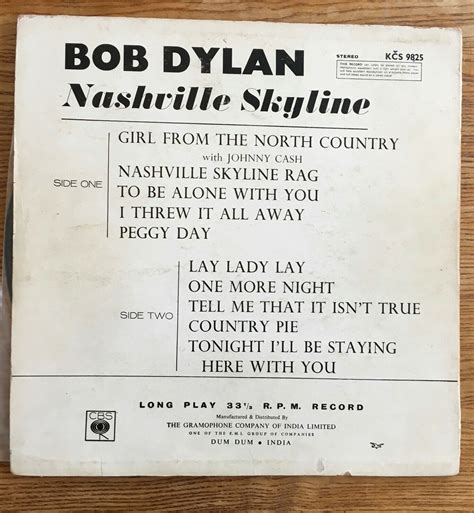 BOB DYLAN
STEREO KCS 9825
Nashville Skyline
GIRL FROM THE NORTH COUNTRY
with JOHNNY CASH
NASHVILLE SKYLINE RAG
SIDE ONE
TO BE ALONE WITH YOU
I THREW IT ALL AWAY
PEGGY DAY
LAY LADY LAY
ONE MORE NIGHT
TELL ME THAT IT ISN'T TRUE
SIDE TWO
COUNTRY PIE
TONIGHT I'LL BE STAYING
HERE WITH YOU
LONG PLAY 33 1/3 R.P.M. RECORD
CBS
Manufactured & Distributed By
THE GRAMOPHONE COMPANY OF INDIA LIMITED
ONE OF THE E.M.I. GROUP OF COMPANIES
DUM DUM • INDIA